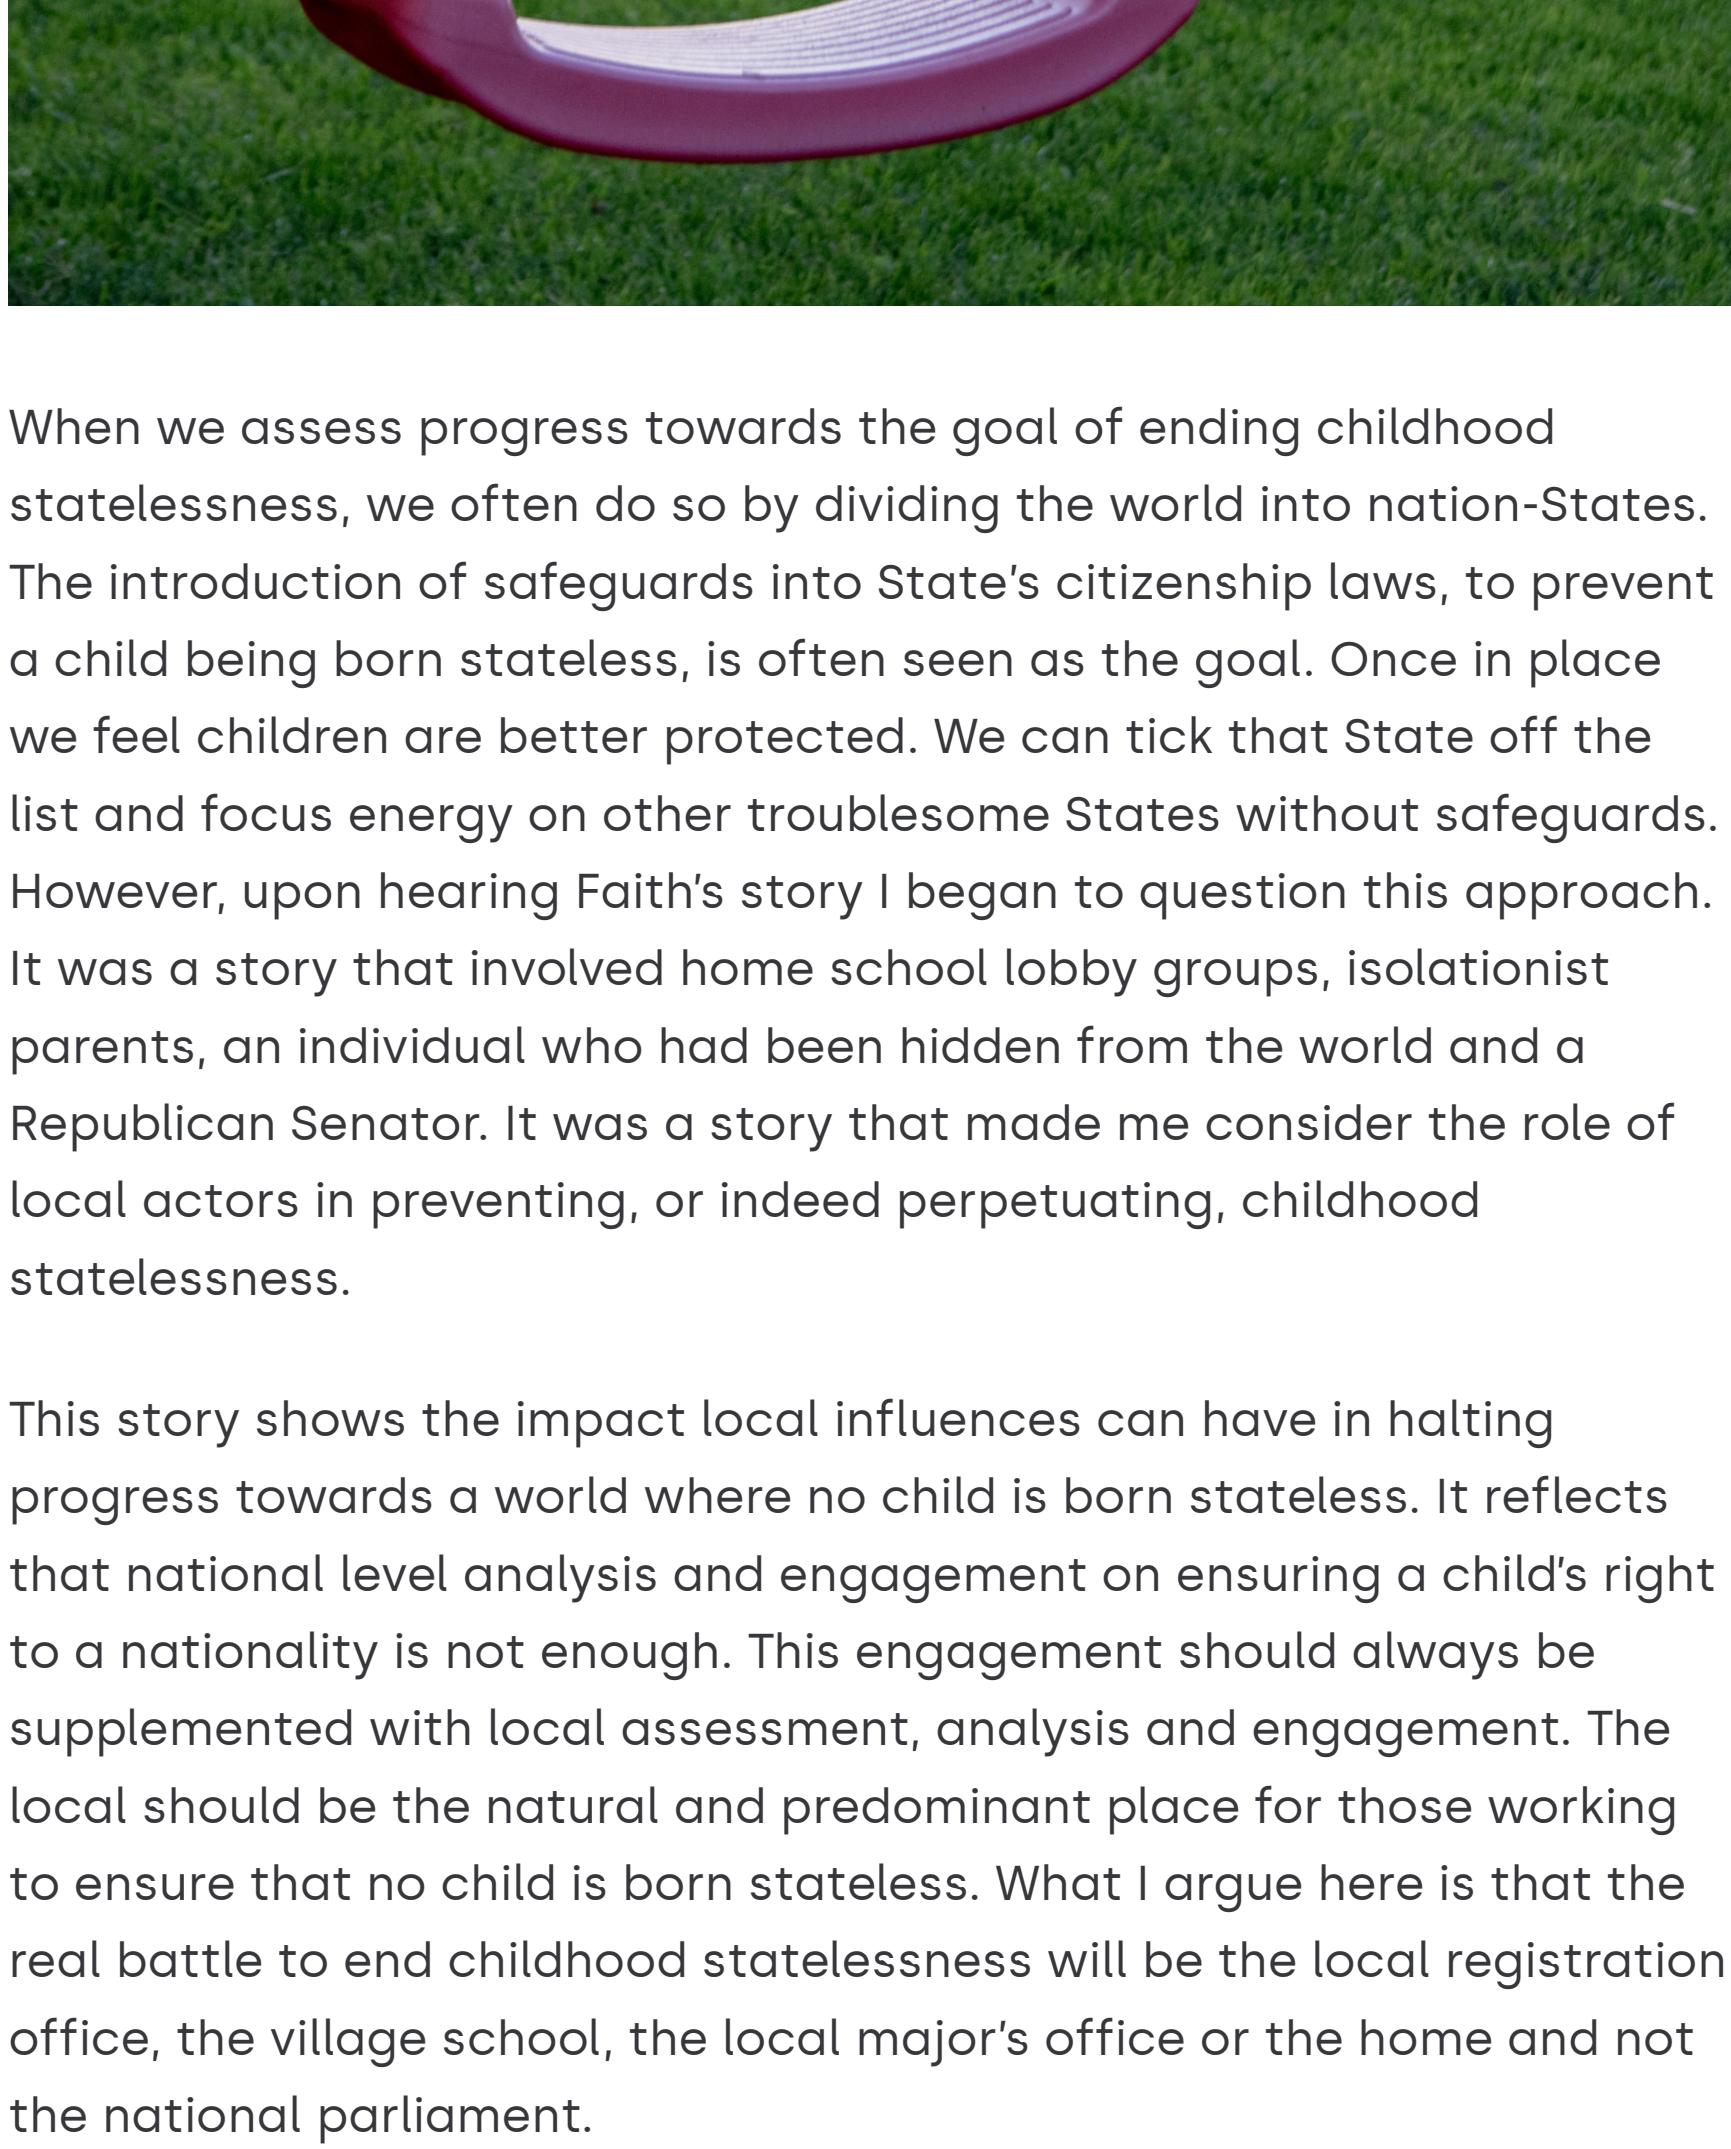 When we assess progress towards the goal of ending childhood
statelessness, we often do so by dividing the world into nation-States.
The introduction of safeguards into State’s citizenship laws, to prevent
a child being born stateless, is often seen as the goal. Once in place
we feel children are better protected. We can tick that State off the
list and focus energy on other troublesome States without safeguards.
However, upon hearing Faith’s story I began to question this approach.
It was a story that involved home school lobby groups, isolationist
parents, an individual who had been hidden from the world and a
Republican Senator. It was a story that made me consider the role of
local actors in preventing, or indeed perpetuating, childhood
statelessness.
This story shows the impact local influences can have in halting
progress towards a world where no child is born stateless. It reflects
that national level analysis and engagement on ensuring a child’s right
to a nationality is not enough. This engagement should always be
supplemented with local assessment, analysis and engagement. The
local should be the natural and predominant place for those working
to ensure that no child is born stateless. What I argue here is that the
real battle to end childhood statelessness will be the local registration
office, the village school, the local major’s office or the home and not
the national parliament.